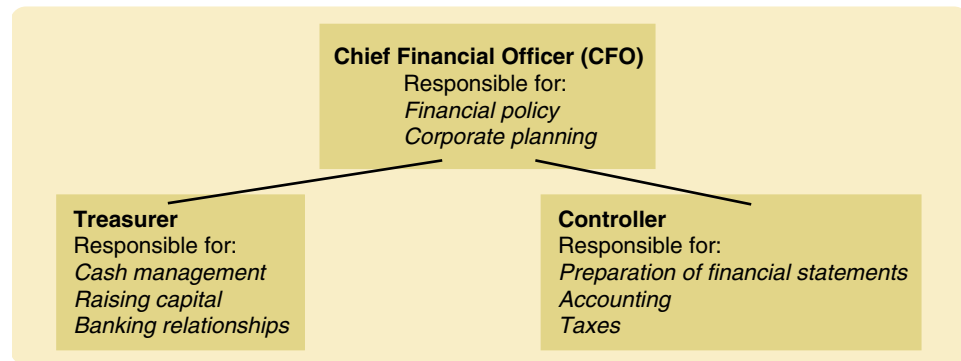 Chief Financial Officer (CFO)
Responsible for:
Financial policy
Corporate planning
Treasurer
Responsible for:
Cash management
Raising capital
Banking relationships
Controller
Responsible for:
Preparation of financial statements
Accounting
Taxes